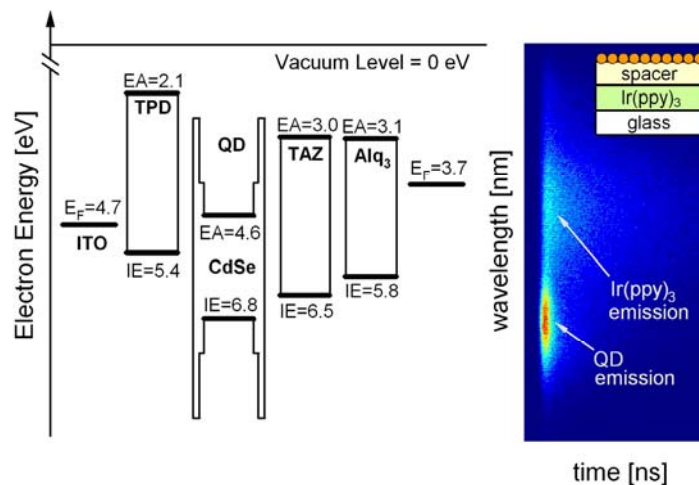 Electron Energy [eV]
Vacuum Level = 0 eV
EA=2.1
TPD
IE=5.4
E_F=4.7
ITO
QD
EA=4.6
CdSe
IE=6.8
EA=3.0
TAZ
IE=6.5
EA=3.1
Alq₃
IE=5.8
E_F=3.7
wavelength [nm]
spacer
Ir(ppy)₃
glass
Ir(ppy)₃
emission
QD
emission
time [ns]